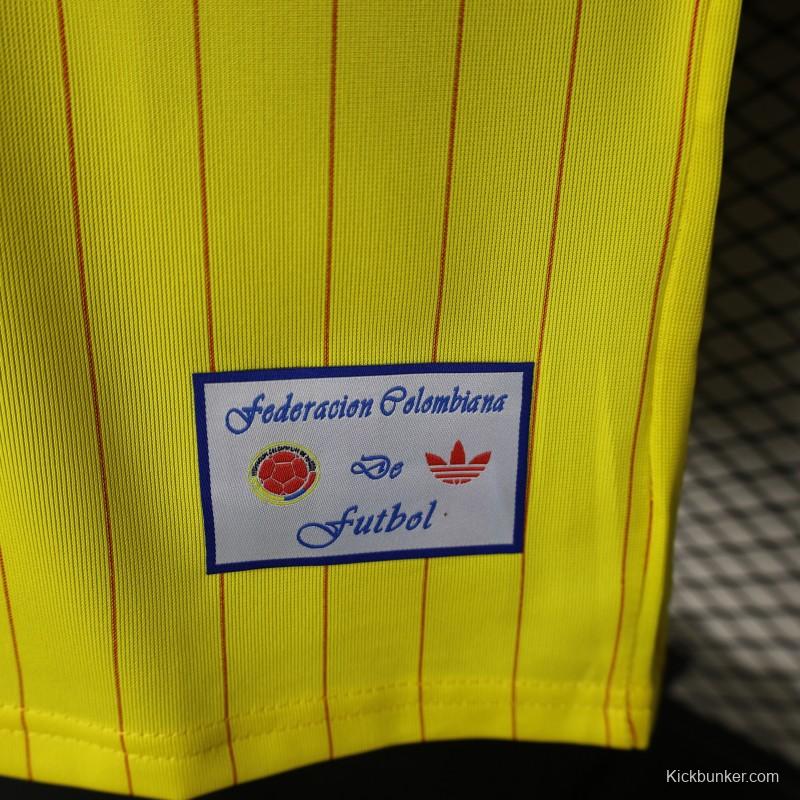 Federacion Colombiana
De
Futbol
Kickbunker.com